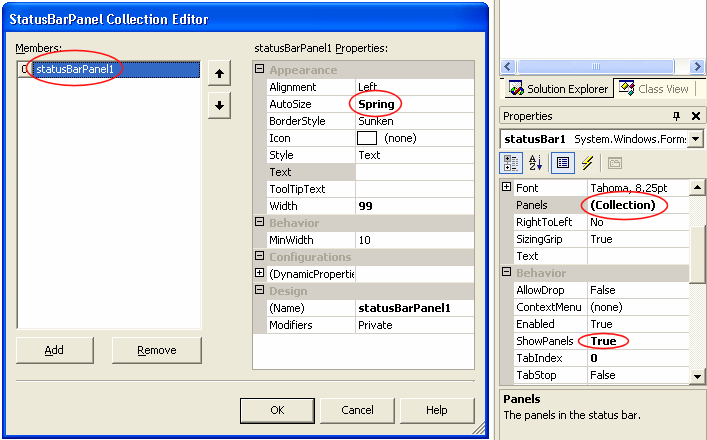 StatusBarPanel Collection Editor
Members:
0 statusBarPanel1
Add
Remove
statusBarPanel1 Properties:
Appearance
Alignment Left
AutoSize Spring
BorderStyle Sunken
Icon (none)
Style Text
Text
ToolTipText
Width 99
Behavior
MinWidth 10
Configurations
(DynamicPropertie
Design
(Name) statusBarPanel1
Modifiers Private
OK
Cancel
Help
Solution Explorer
Class View
Properties
statusBar1 System.Windows.Forms
Font Tahoma, 8.25pt
Panels (Collection)
RightToLeft No
SizingGrip True
Text
Behavior
AllowDrop False
ContextMenu (none)
Enabled True
ShowPanels True
TabIndex 0
TabStop False
Panels
The panels in the status bar.